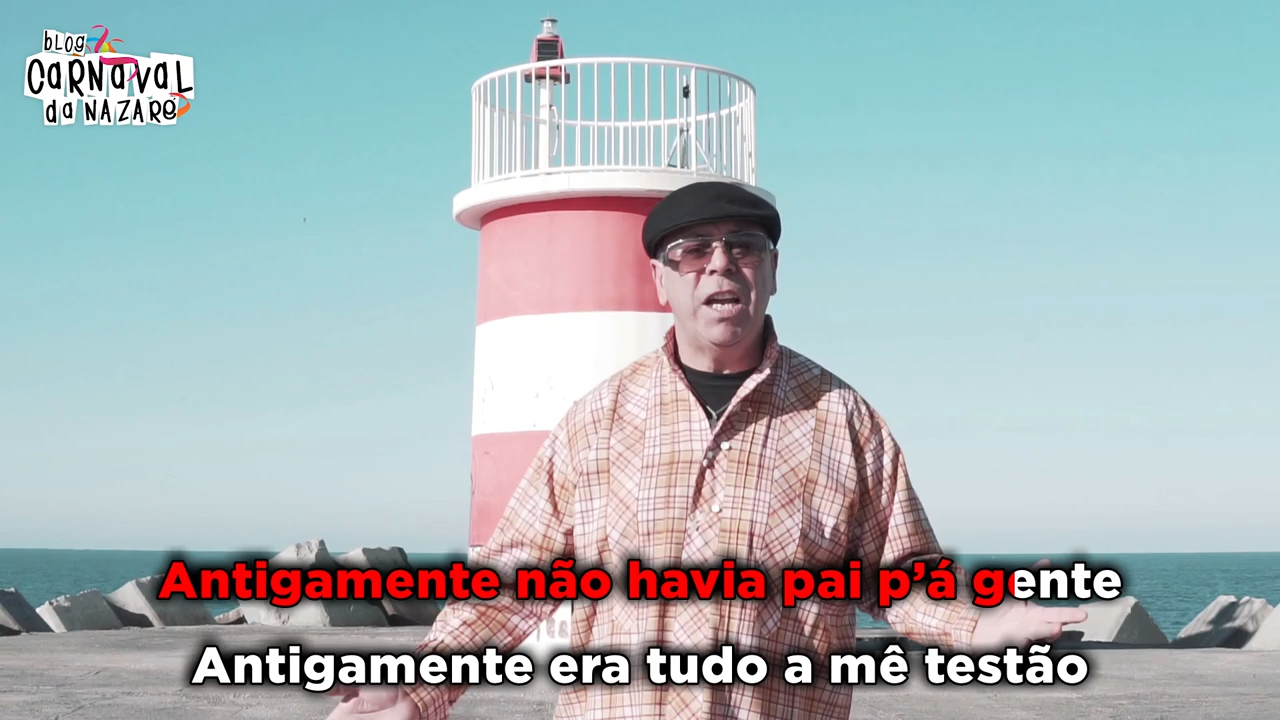 BLOG
CARNAVAL
da NAZARé
Antigamente não havia pai p’á gente
Antigamente era tudo a mê testão